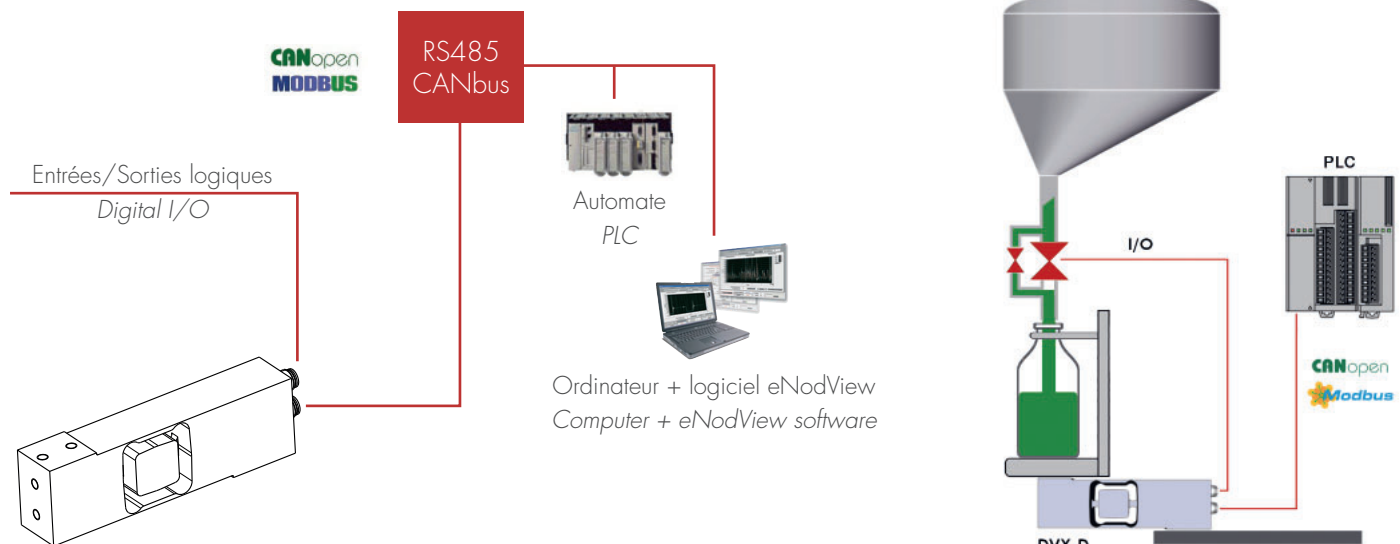 CANopen
MODBUS
RS485
CANbus
Entrées/Sorties logiques
Digital I/O
Automate
PLC
Ordinateur + logiciel eNodView
Computer + eNodView software
PLC
I/O
CANopen
Modbus